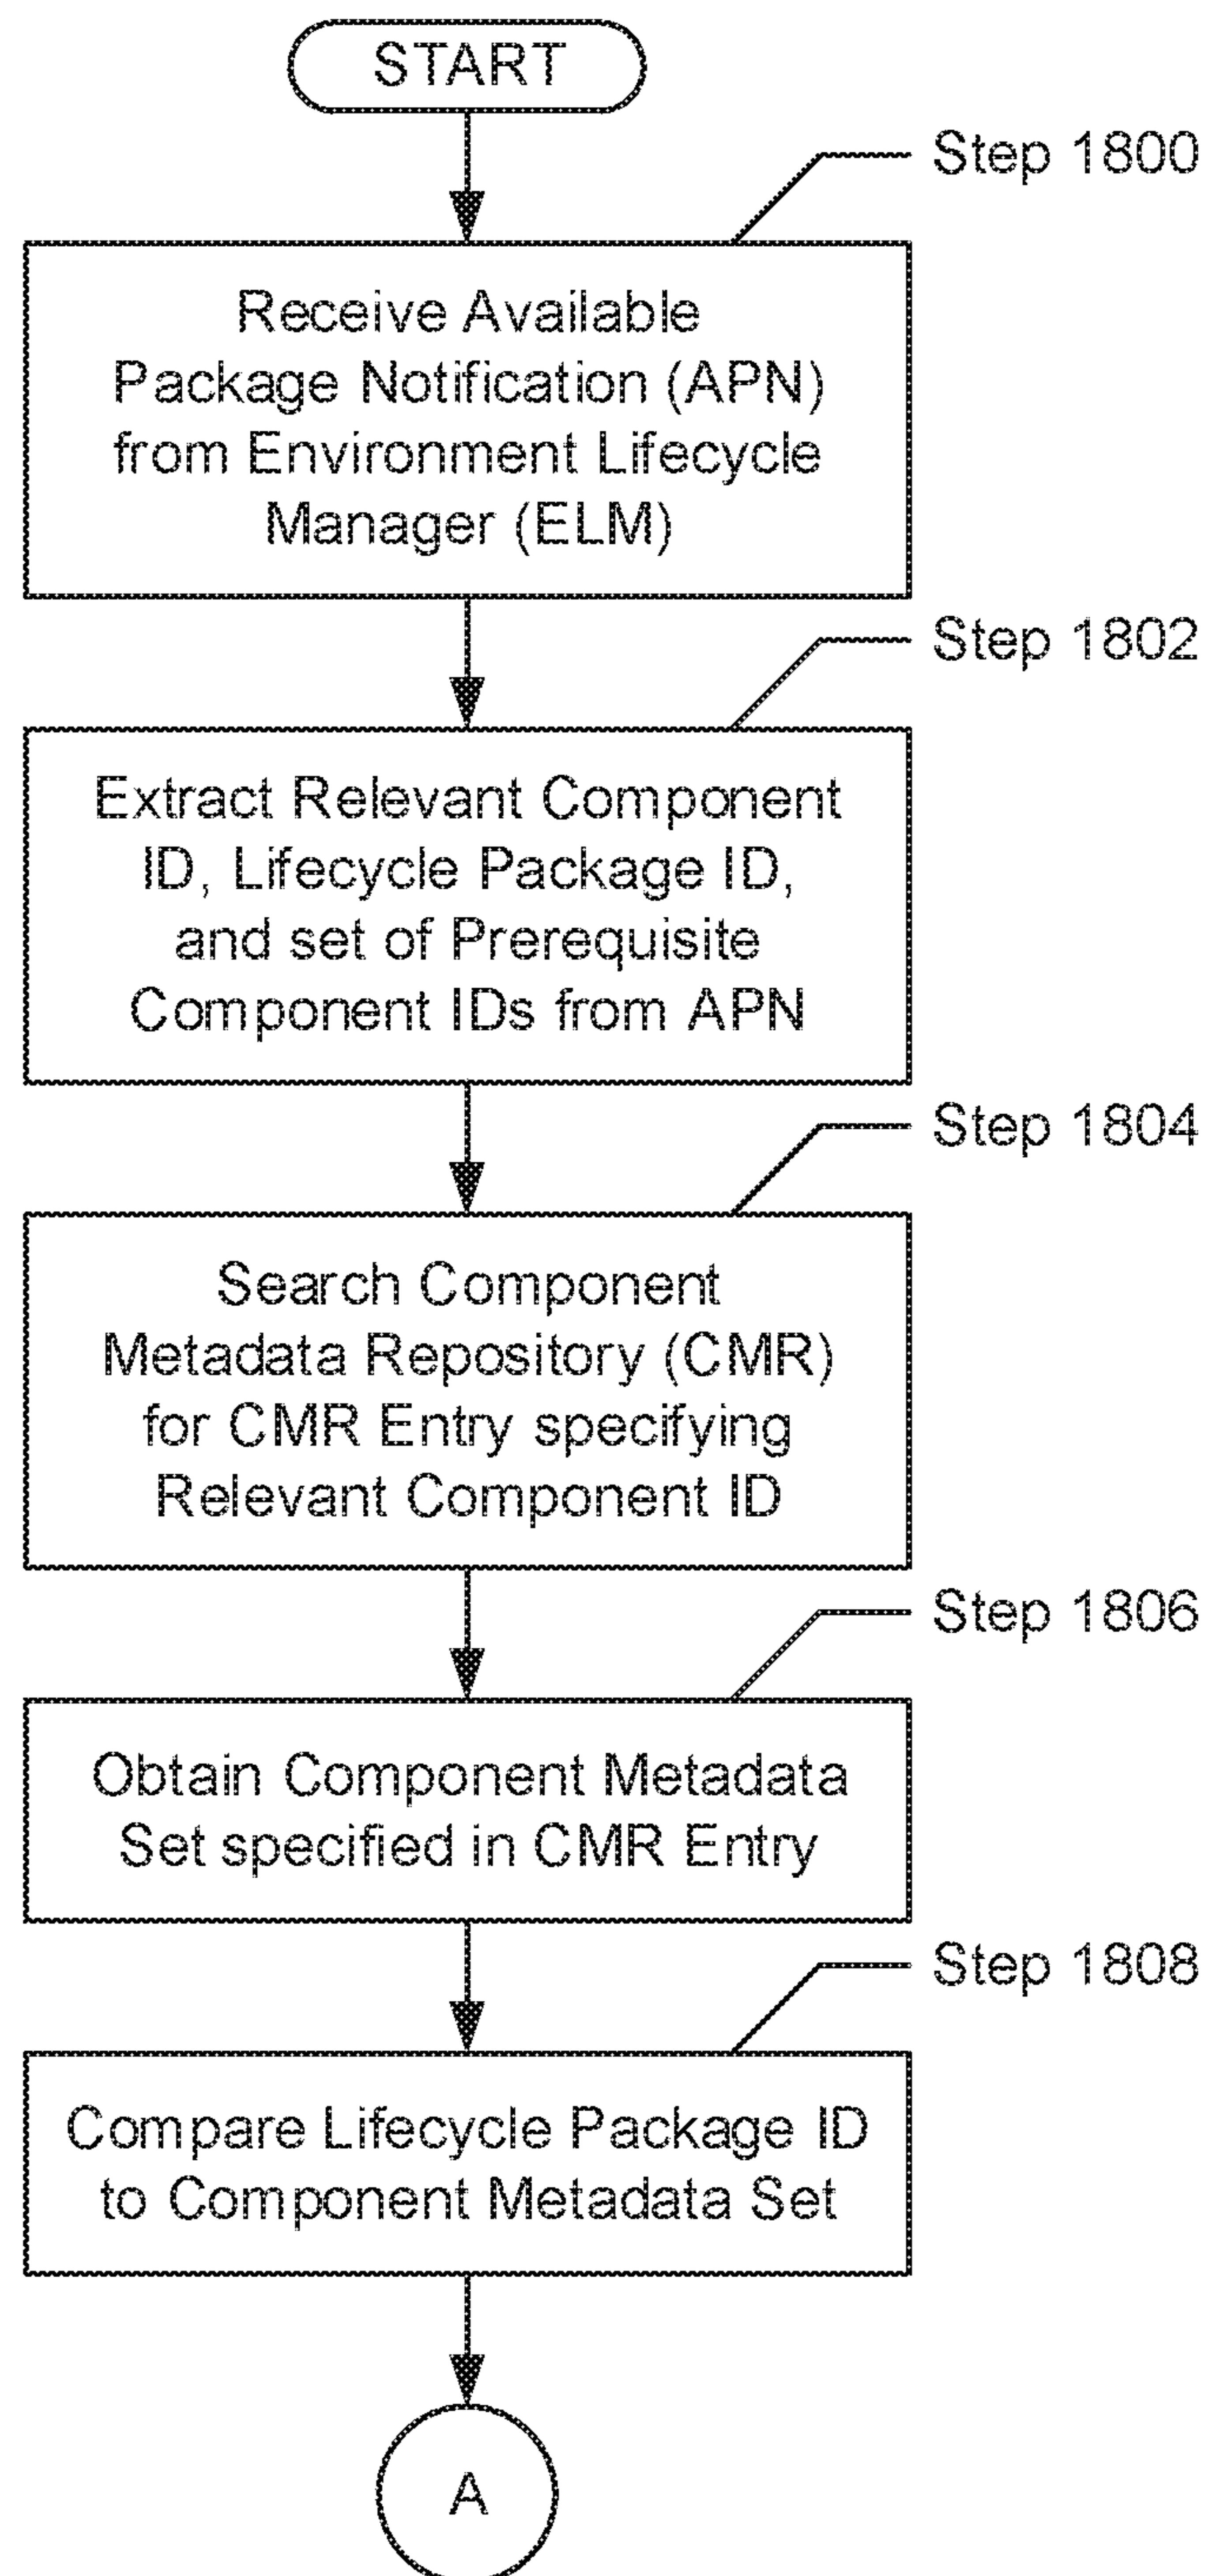 START
Step 1800
Receive Available
Package Notification (APN)
from Environment Lifecycle
Manager (ELM)
Step 1802
Extract Relevant Component
ID, Lifecycle Package ID,
and set of Prerequisite
Component IDs from APN
Step 1804
Search Component
Metadata Repository (CMR)
for CMR Entry specifying
Relevant Component ID
Step 1806
Obtain Component Metadata
Set specified in CMR Entry
Step 1808
Compare Lifecycle Package ID
to Component Metadata Set
A